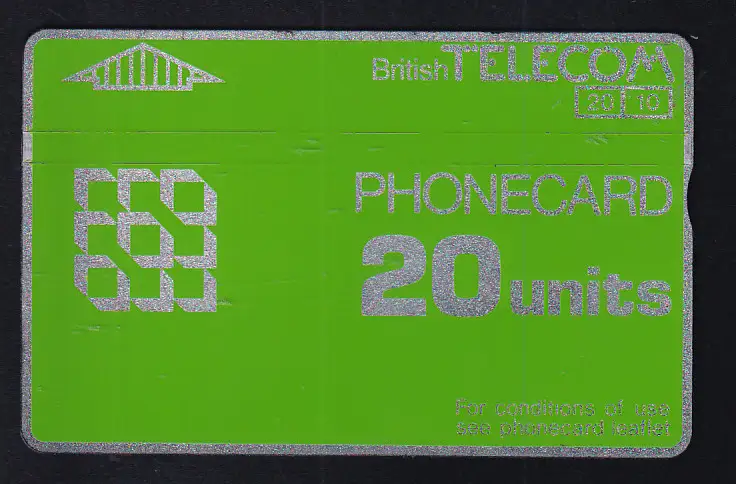 British TELECOM
20 10
PHONECARD
20 units
For conditions of use
see phonecard leaflet